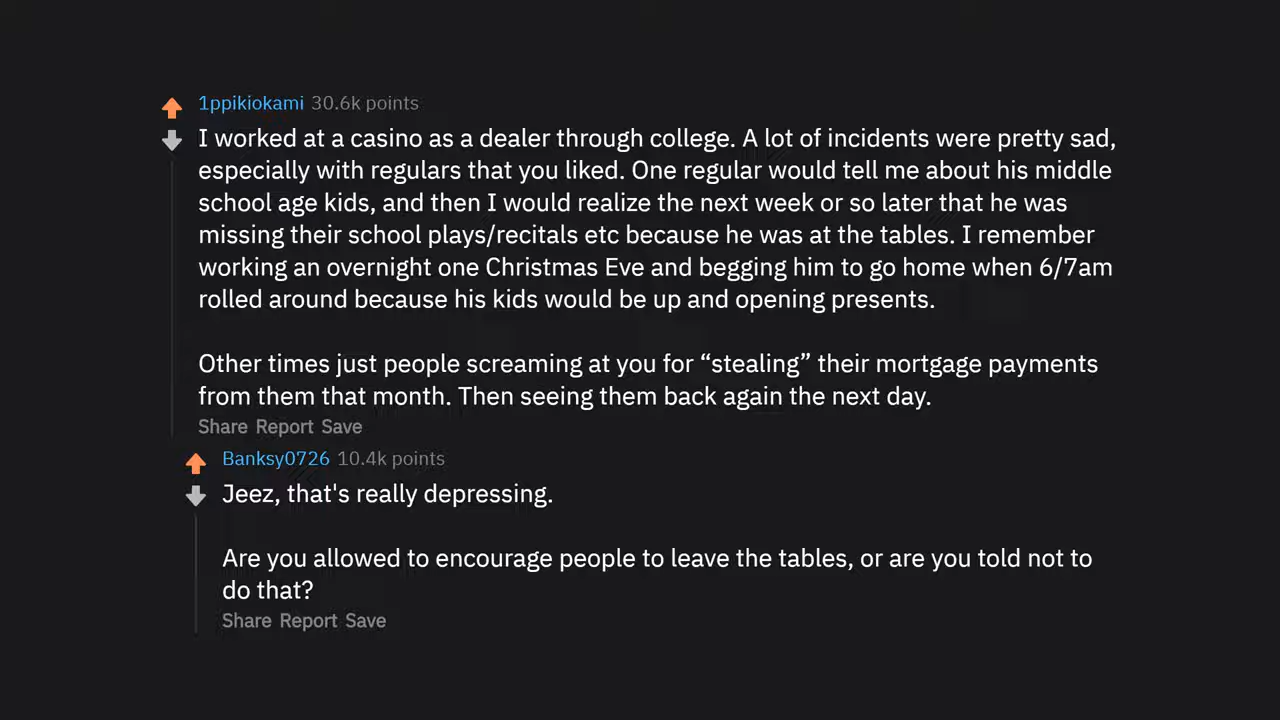 1ppikiokami 30.6k points
I worked at a casino as a dealer through college. A lot of incidents were pretty sad,
especially with regulars that you liked. One regular would tell me about his middle
school age kids, and then I would realize the next week or so later that he was
missing their school plays/recitals etc because he was at the tables. I remember
working an overnight one Christmas Eve and begging him to go home when 6/7am
rolled around because his kids would be up and opening presents.
Other times just people screaming at you for “stealing” their mortgage payments
from them that month. Then seeing them back again the next day.
Share Report Save
Banksy0726 10.4k points
Jeez, that's really depressing.
Are you allowed to encourage people to leave the tables, or are you told not to
do that?
Share Report Save